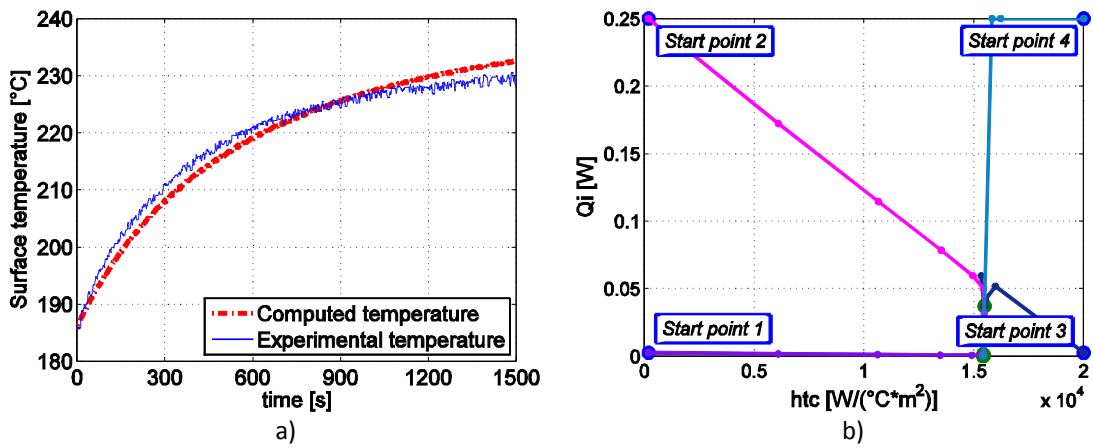 240
230
220
210
200
190
180
Surface temperature [°C]
Computed temperature
Experimental temperature
0
300
600
900
1200
1500
time [s]
a)
0.25
0.2
0.15
0.1
0.05
0
Qi [W]
Start point 2
Start point 4
Start point 1
Start point 3
0
0.5
1
1.5
2
x 10⁴
htc [W/(°C*m²)]
b)